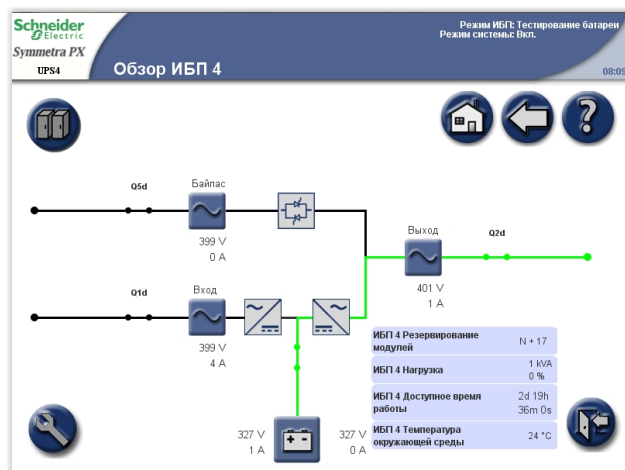 Schneider
Electric
Symmetra PX
UPS4
Обзор ИБП 4
Режим ИБП: Тестирование батареи
Режим системы: Вкл.
08:09
Q5d
Байпас
399 V
0 A
Выход
Q2d
401 V
1 A
Q1d
Вход
399 V
4 A
ИБП 4 Резервирование
модулей
N + 17
ИБП 4 Нагрузка
1 kVA
0 %
ИБП 4 Доступное время
работы
2d 19h
36m 0s
ИБП 4 Температура
окружающей среды
24 °C
327 V
1 A
327 V
0 A